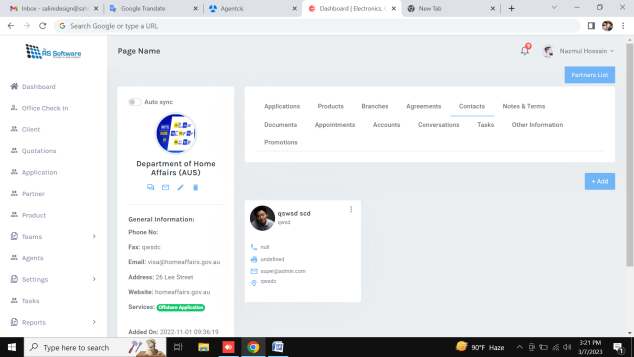 Inbox - salimdesign@saf
Google Translate
Agentcis
Dashboard | Electronics. (
New Tab
Search Google or type a URL
RS Software
Page Name
9
Nazmul Hossain
Partners List
Dashboard
Office Check In
Client
Quotations
Application
Partner
Product
Teams
Agents
Settings
Tasks
Reports
Auto sync
Department of Home
Affairs (AUS)
General Information:
Phone No:
Fax: qwsdc
Email: visa@homeaffairs.gov.au
Address: 26 Lee Street
Website: homeaffairs.gov.au
Services: Offshore Application
Added On: 2022-11-01 09:36:19
Applications Products Branches Agreements Contacts Notes & Terms
Documents Appointments Accounts Conversations Tasks Other Information
Promotions
+ Add
qswsd scd
qwsd
null
undefined
super@admin.com
qwsdx
Type here to search
90°F Haze
3:21 PM
3/7/2023